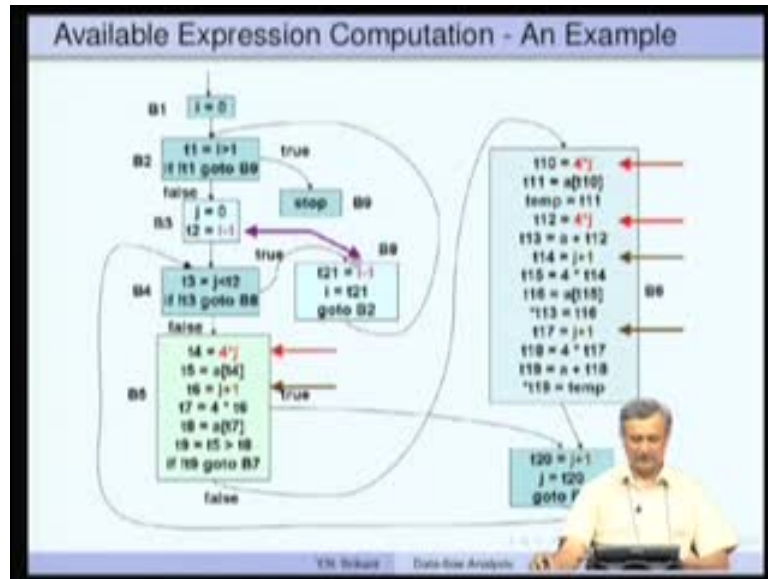 Available Expression Computation - An Example
B1
i = 0
B2
t1 = i>1
if !t1 goto B9
true
false
stop
B9
B3
j = 0
t2 = i-1
true
B8
t21 = i-1
i = t21
goto B2
B4
t3 = j<t2
if !t3 goto B8
false
B5
t4 = 4*j
t5 = a[t4]
t6 = j+1
t7 = 4 * t6
t8 = a[t7]
t9 = t5 > t8
if !t9 goto B7
true
false
t10 = 4*j
t11 = a[t10]
temp = t11
t12 = 4*j
t13 = a + t12
t14 = j+1
t15 = 4 * t14
t16 = a[t15]
*t13 = t16
t17 = j+1
t18 = 4 * t17
t19 = a + t18
*t19 = temp
B6
t20 = j+1
j = t20
goto
Y.N. Srikant
Data-flow Analysis